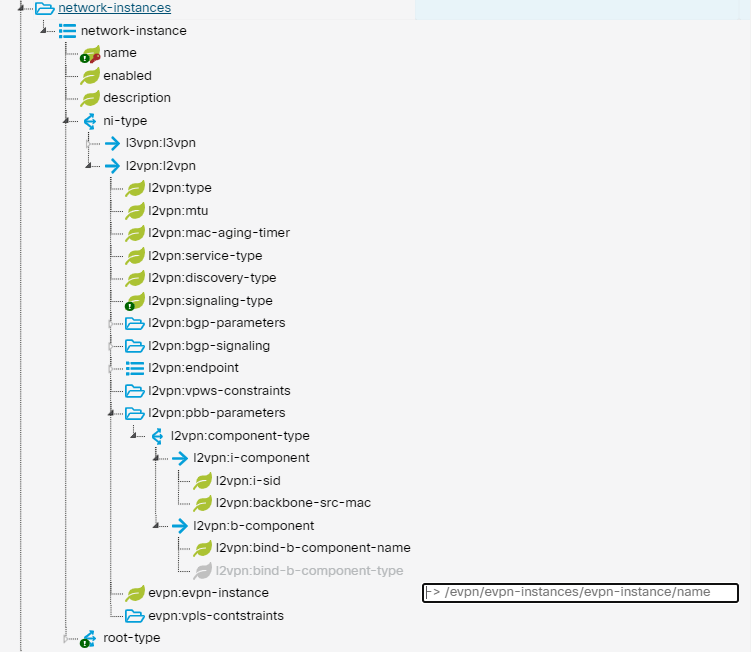 network-instances
network-instance
name
enabled
description
ni-type
l3vpn:l3vpn
l2vpn:l2vpn
l2vpn:type
l2vpn:mtu
l2vpn:mac-aging-timer
l2vpn:service-type
l2vpn:discovery-type
l2vpn:signaling-type
l2vpn:bgp-parameters
l2vpn:bgp-signaling
l2vpn:endpoint
l2vpn:vpws-constraints
l2vpn:pbb-parameters
l2vpn:component-type
l2vpn:i-component
l2vpn:i-sid
l2vpn:backbone-src-mac
l2vpn:b-component
l2vpn:bind-b-component-name
l2vpn:bind-b-component-type
evpn:evpn-instance -> /evpn/evpn-instances/evpn-instance/name
evpn:vpls-contstraints
root-type